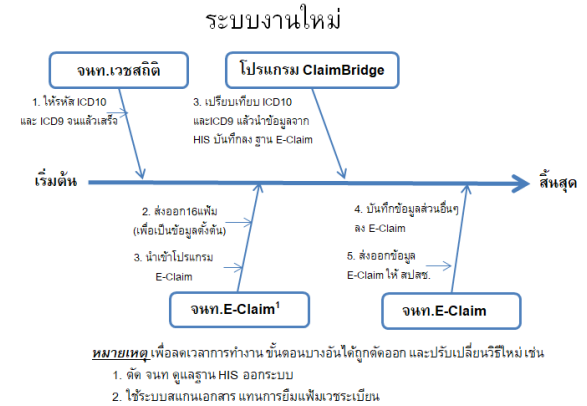 ระบบงานใหม่
จนท.เวชสถิติ
โปรแกรม ClaimBridge
1. ให้รหัส ICD10
และ ICD9 จนแล้วเสร็จ
3. เปรียบเทียบ ICD10
และICD9 แล้วนำข้อมูลจาก
HIS บันทึกลง ฐาน E-Claim
เริ่มต้น
สิ้นสุด
2. ส่งออก16แฟ้ม
(เพื่อเป็นข้อมูลตั้งต้น)
3. นำเข้าโปรแกรม
E-Claim
4. บันทึกข้อมูลส่วนอื่นๆ
ลง E-Claim
5. ส่งออกข้อมูล
E-Claim ให้ สปสช.
จนท.E-Claim¹
จนท.E-Claim
หมายเหตุ เพื่อลดเวลาการทำงาน ขั้นตอนบางอันได้ถูกตัดออก และปรับเปลี่ยนวิธีใหม่ เช่น
1. ตัด จนท ดูแลฐาน HIS ออกระบบ
2. ใช้ระบบสแกนเอกสาร แทนการยืมแฟ้มเวชระเบียน